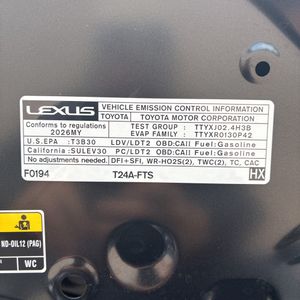 LEXUS
VEHICLE EMISSION CONTROL INFORMATION
TOYOTA TOYOTA MOTOR CORPORATION
Conforms to regulations
2026MY
TEST GROUP : TTYXJ02.4H3B
EVAP FAMILY : TTYXR0130P42
U.S.EPA : T3B30 LDV/LDT2 OBD:CAII Fuel:Gasoline
California: SULEV30 PC/LDT2 OBD:CAII Fuel:Gasoline
No adjustments needed. DFI+SFI, WR-HO2S(2), TWC(2), TC, CAC
F0194 T24A-FTS HX
ND-OIL12 (PAG)
WC